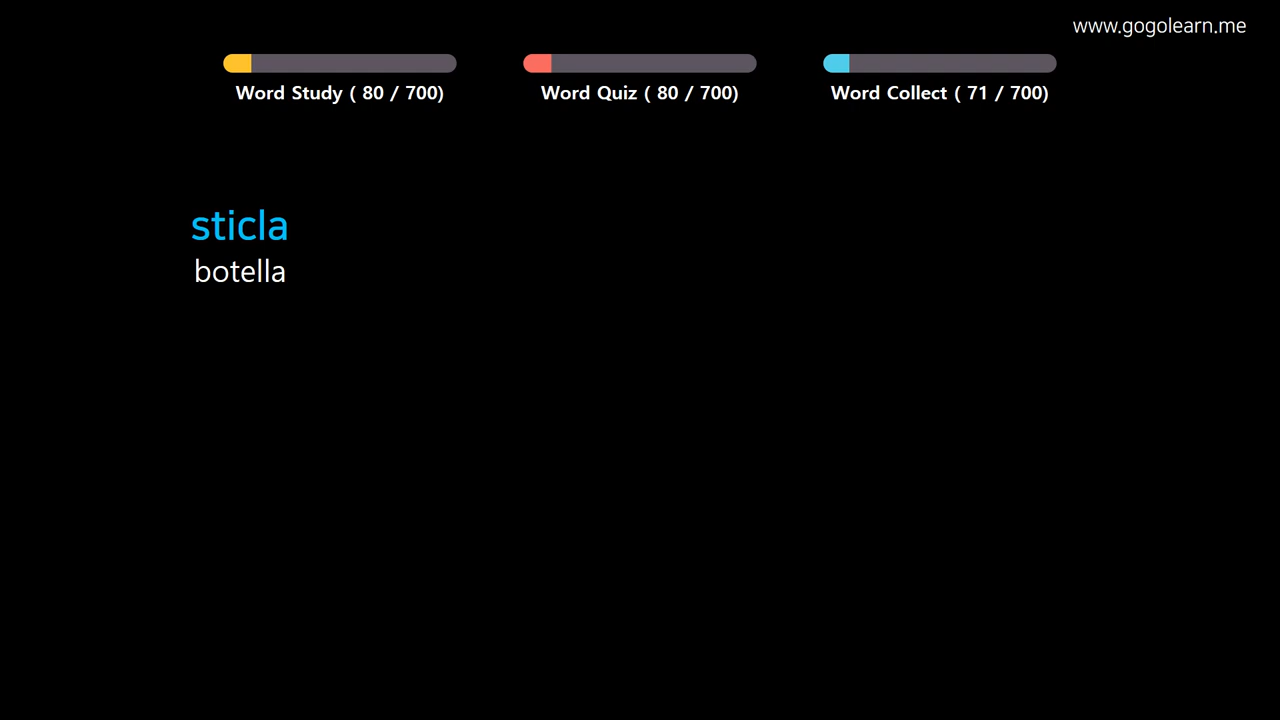 www.gogolearn.me
Word Study ( 80 / 700)
Word Quiz ( 80 / 700)
Word Collect ( 71 / 700)
sticla
botella